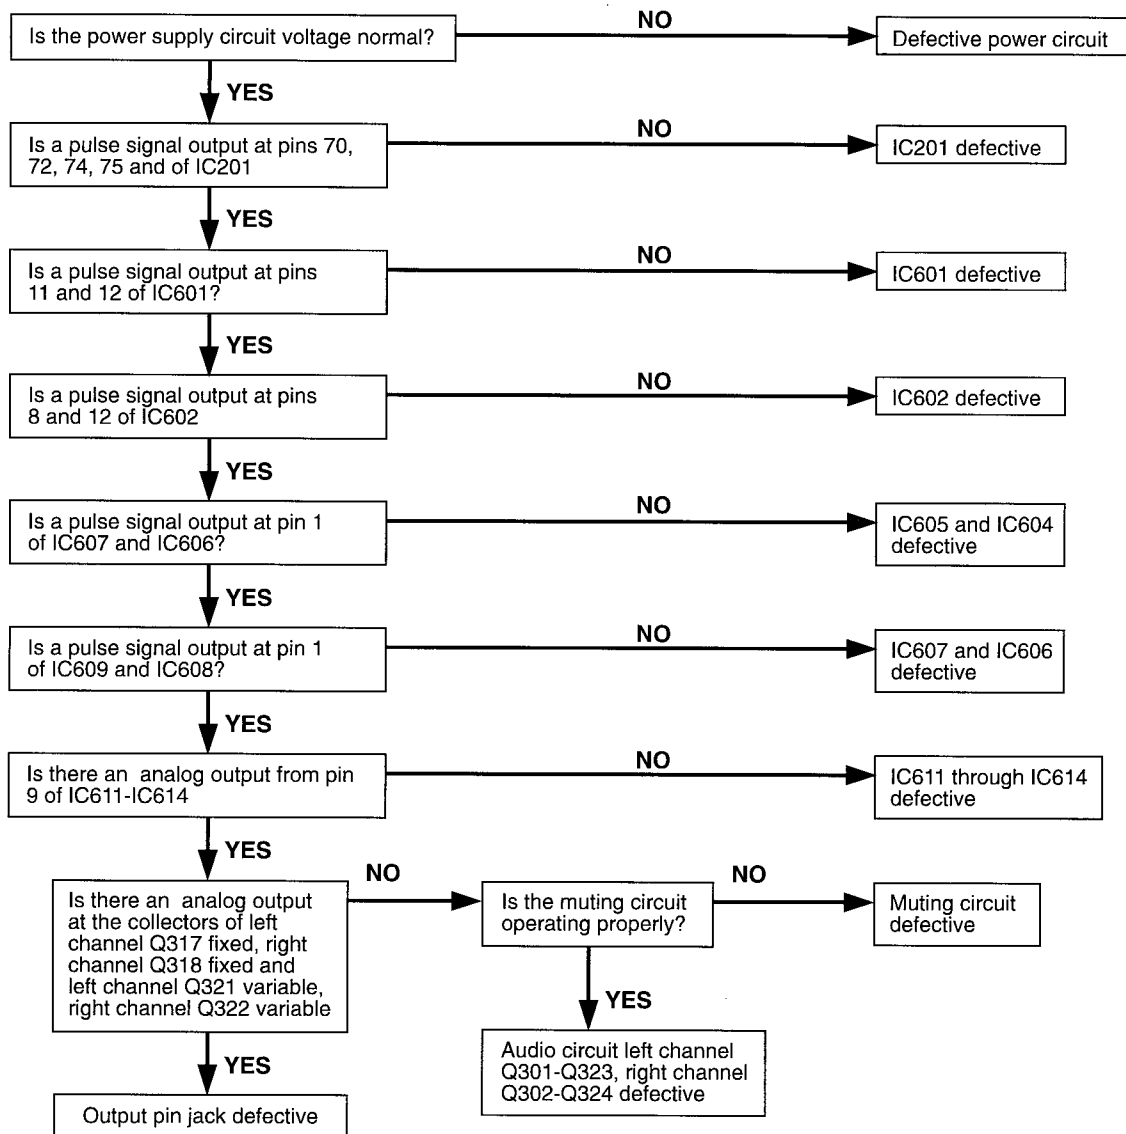 Is the power supply circuit voltage normal?
NO
Defective power circuit
YES
Is a pulse signal output at pins 70,
72, 74, 75 and of IC201
NO
IC201 defective
YES
Is a pulse signal output at pins
11 and 12 of IC601?
NO
IC601 defective
YES
Is a pulse signal output at pins
8 and 12 of IC602
NO
IC602 defective
YES
Is a pulse signal output at pin 1
of IC607 and IC606?
NO
IC605 and IC604
defective
YES
Is a pulse signal output at pin 1
of IC609 and IC608?
NO
IC607 and IC606
defective
YES
Is there an analog output from pin
9 of IC611-IC614
NO
IC611 through IC614
defective
YES
Is there an analog output
at the collectors of left
channel Q317 fixed, right
channel Q318 fixed and
left channel Q321 variable,
right channel Q322 variable
NO
Is the muting circuit
operating properly?
NO
Muting circuit
defective
YES
Audio circuit left channel
Q301-Q323, right channel
Q302-Q324 defective
YES
Output pin jack defective